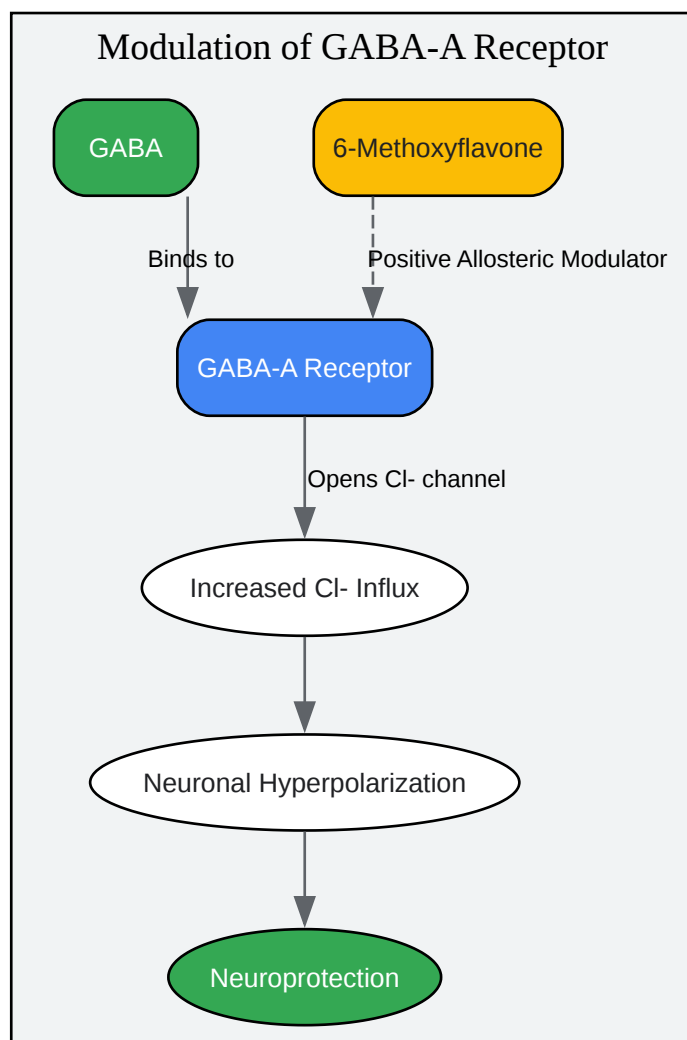 Modulation of GABA-A Receptor
GABA
6-Methoxyflavone
Binds to
Positive Allosteric Modulator
GABA-A Receptor
Opens Cl- channel
Increased Cl- Influx
Neuronal Hyperpolarization
Neuroprotection